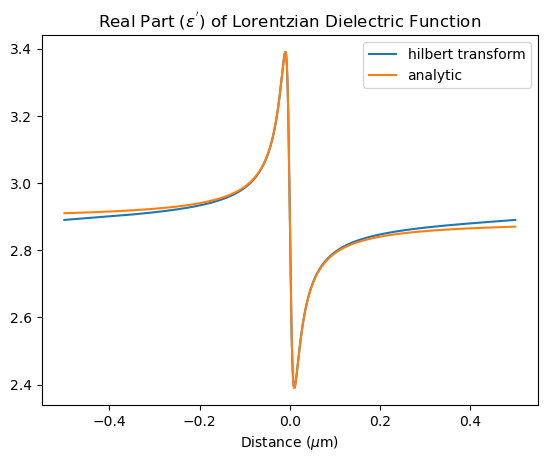 Real Part (ε′) of Lorentzian Dielectric Function
hilbert transform
analytic
3.4
3.2
3.0
2.8
2.6
2.4
−0.4 −0.2 0.0 0.2 0.4
Distance (μm)